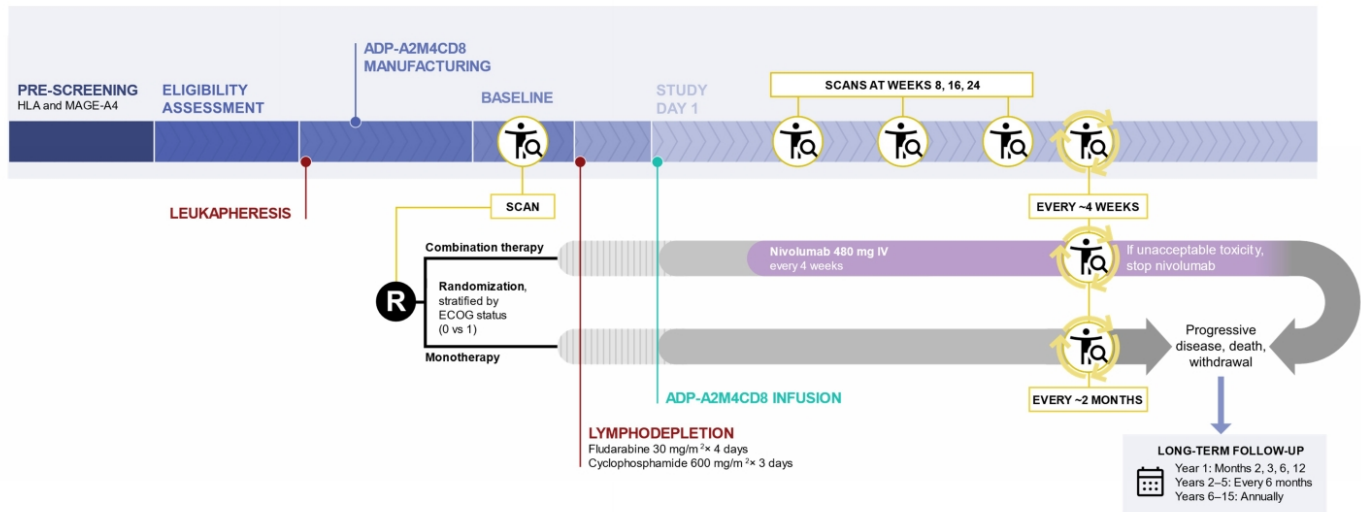 ADP-A2M4CD8
MANUFACTURING
PRE-SCREENING
HLA and MAGE-A4
ELIGIBILITY
ASSESSMENT
BASELINE
STUDY
DAY 1
SCANS AT WEEKS 8, 16, 24
LEUKAPHERESIS
SCAN
EVERY ~4 WEEKS
Combination therapy
Nivolumab 480 mg IV
every 4 weeks
If unacceptable toxicity,
stop nivolumab
R
Randomization,
stratified by
ECOG status
(0 vs 1)
Monotherapy
Progressive
disease, death,
withdrawal
EVERY ~2 MONTHS
ADP-A2M4CD8 INFUSION
LYMPHODEPLETION
Fludarabine 30 mg/m ²× 4 days
Cyclophosphamide 600 mg/m ²× 3 days
LONG-TERM FOLLOW-UP
Year 1: Months 2, 3, 6, 12
Years 2–5: Every 6 months
Years 6–15: Annually